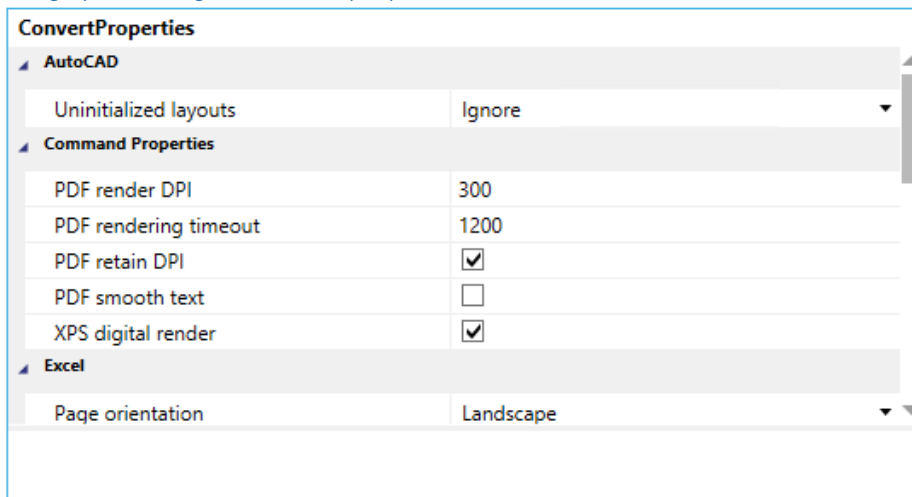 ConvertProperties
AutoCAD
Uninitialized layouts Ignore
Command Properties
PDF render DPI 300
PDF rendering timeout 1200
PDF retain DPI
PDF smooth text
XPS digital render
Excel
Page orientation Landscape